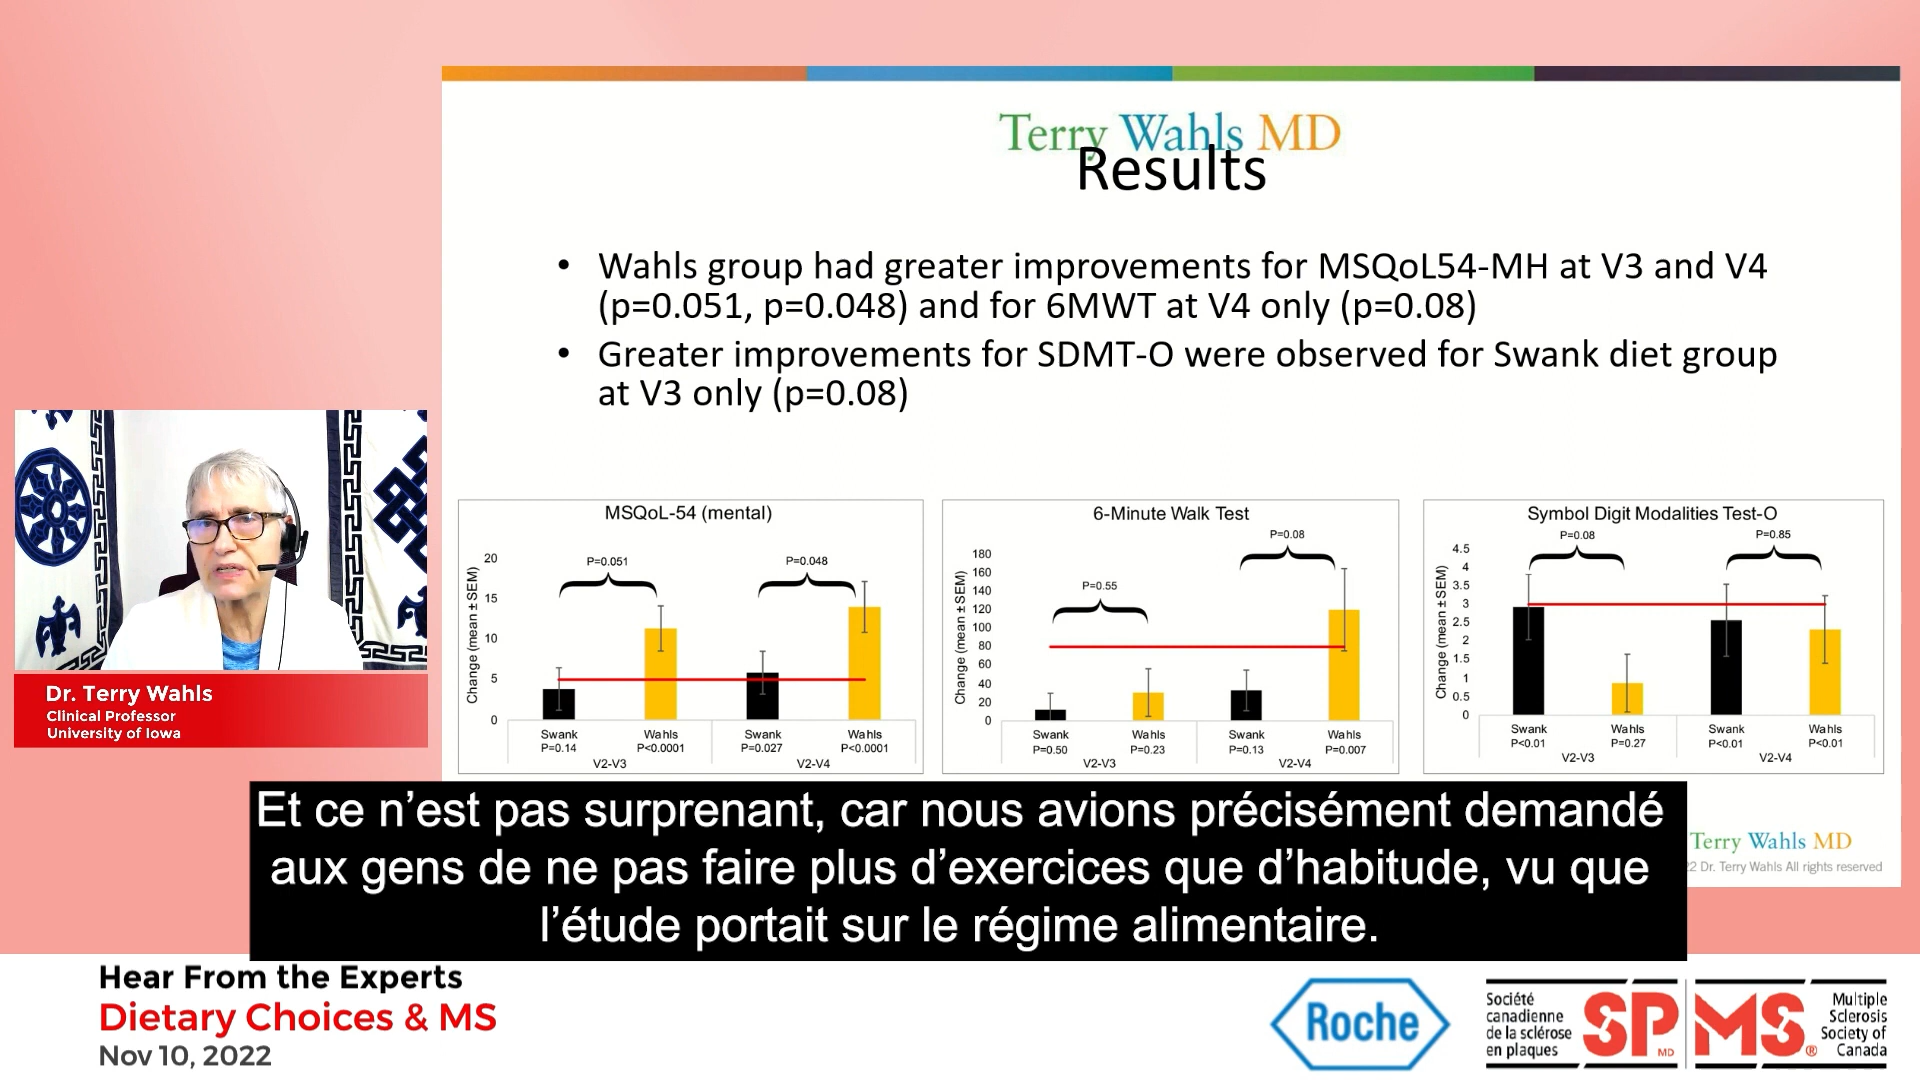 Terry Wahls MD
Results
• Wahls group had greater improvements for MSQoL54-MH at V3 and V4
(p=0.051, p=0.048) and for 6MWT at V4 only (p=0.08)
• Greater improvements for SDMT-O were observed for Swank diet group
at V3 only (p=0.08)
MSQoL-54 (mental)
Change (mean ± SEM)
20
15
10
5
0
P=0.051
P=0.048
Swank Wahls Swank Wahls
P=0.14 P<0.0001 P=0.027 P<0.0001
V2-V3 V2-V4
6-Minute Walk Test
Change (mean ± SEM)
180
160
140
120
100
80
60
40
20
0
P=0.55
P=0.08
Swank Wahls Swank Wahls
P=0.50 P=0.23 P=0.13 P=0.007
V2-V3 V2-V4
Symbol Digit Modalities Test-O
Change (mean ± SEM)
4.5
4
3.5
3
2.5
2
1.5
1
0.5
0
P=0.08
P=0.85
Swank Wahls Swank Wahls
P<0.01 P=0.27 P<0.01 P<0.01
V2-V3 V2-V4
Dr. Terry Wahls
Clinical Professor
University of Iowa
Et ce n’est pas surprenant, car nous avions précisément demandé
aux gens de ne pas faire plus d’exercices que d’habitude, vu que
l’étude portait sur le régime alimentaire.
Terry Wahls MD
2 Dr. Terry Wahls All rights reserved
Hear From the Experts
Dietary Choices & MS
Nov 10, 2022
Roche
Société
canadienne
de la sclérose
en plaques
SP
MD
MS
®
Multiple
Sclerosis
Society of
Canada